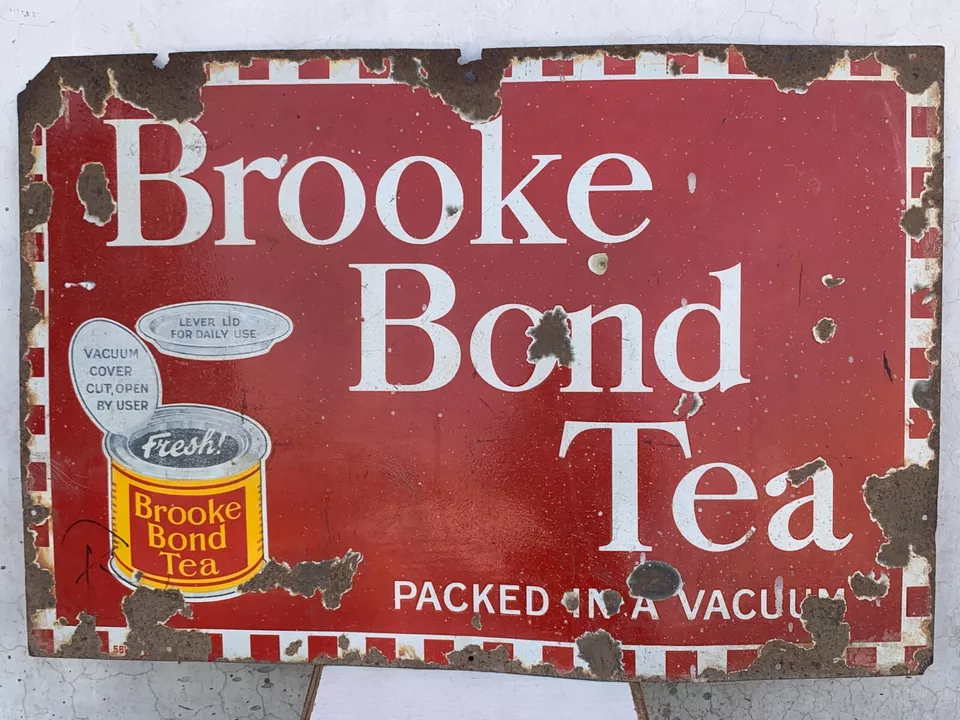 Brooke
Bond
Tea
LEVER LID
FOR DAILY USE
VACUUM
COVER
CUT, OPEN
BY USER
Fresh!
Brooke
Bond
Tea
PACKED IN A VACUUM
56